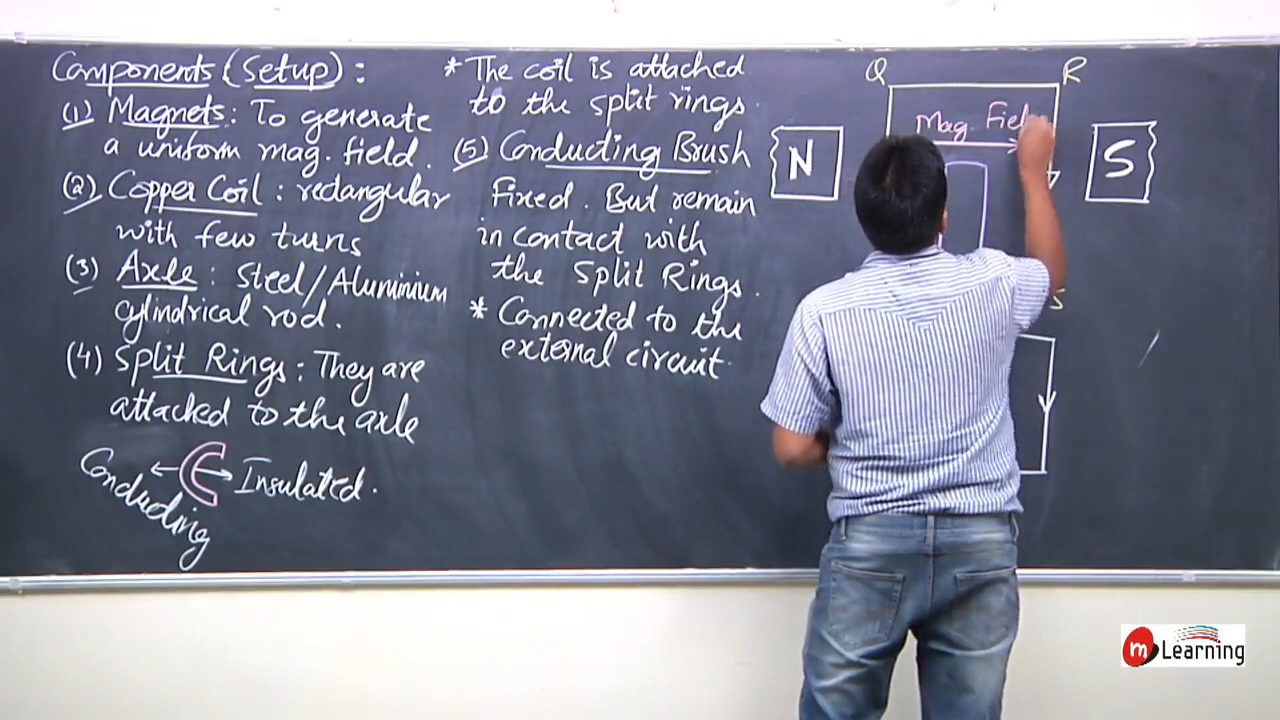 Components (Setup) :
(1) Magnets : To generate
a uniform mag. field.
(2) Copper Coil : rectangular
with few turns
(3) Axle : Steel/Aluminium
cylindrical rod.
(4) Split Rings : They are
attached to the axle
Conducting
Insulated.
* The coil is attached
to the split rings.
(5) Conducting Brush
Fixed. But remain
in contact with
the Split Rings.
* Connected to the
external circuit.
Q R
Mag. Fiel
N S
S
m Learning